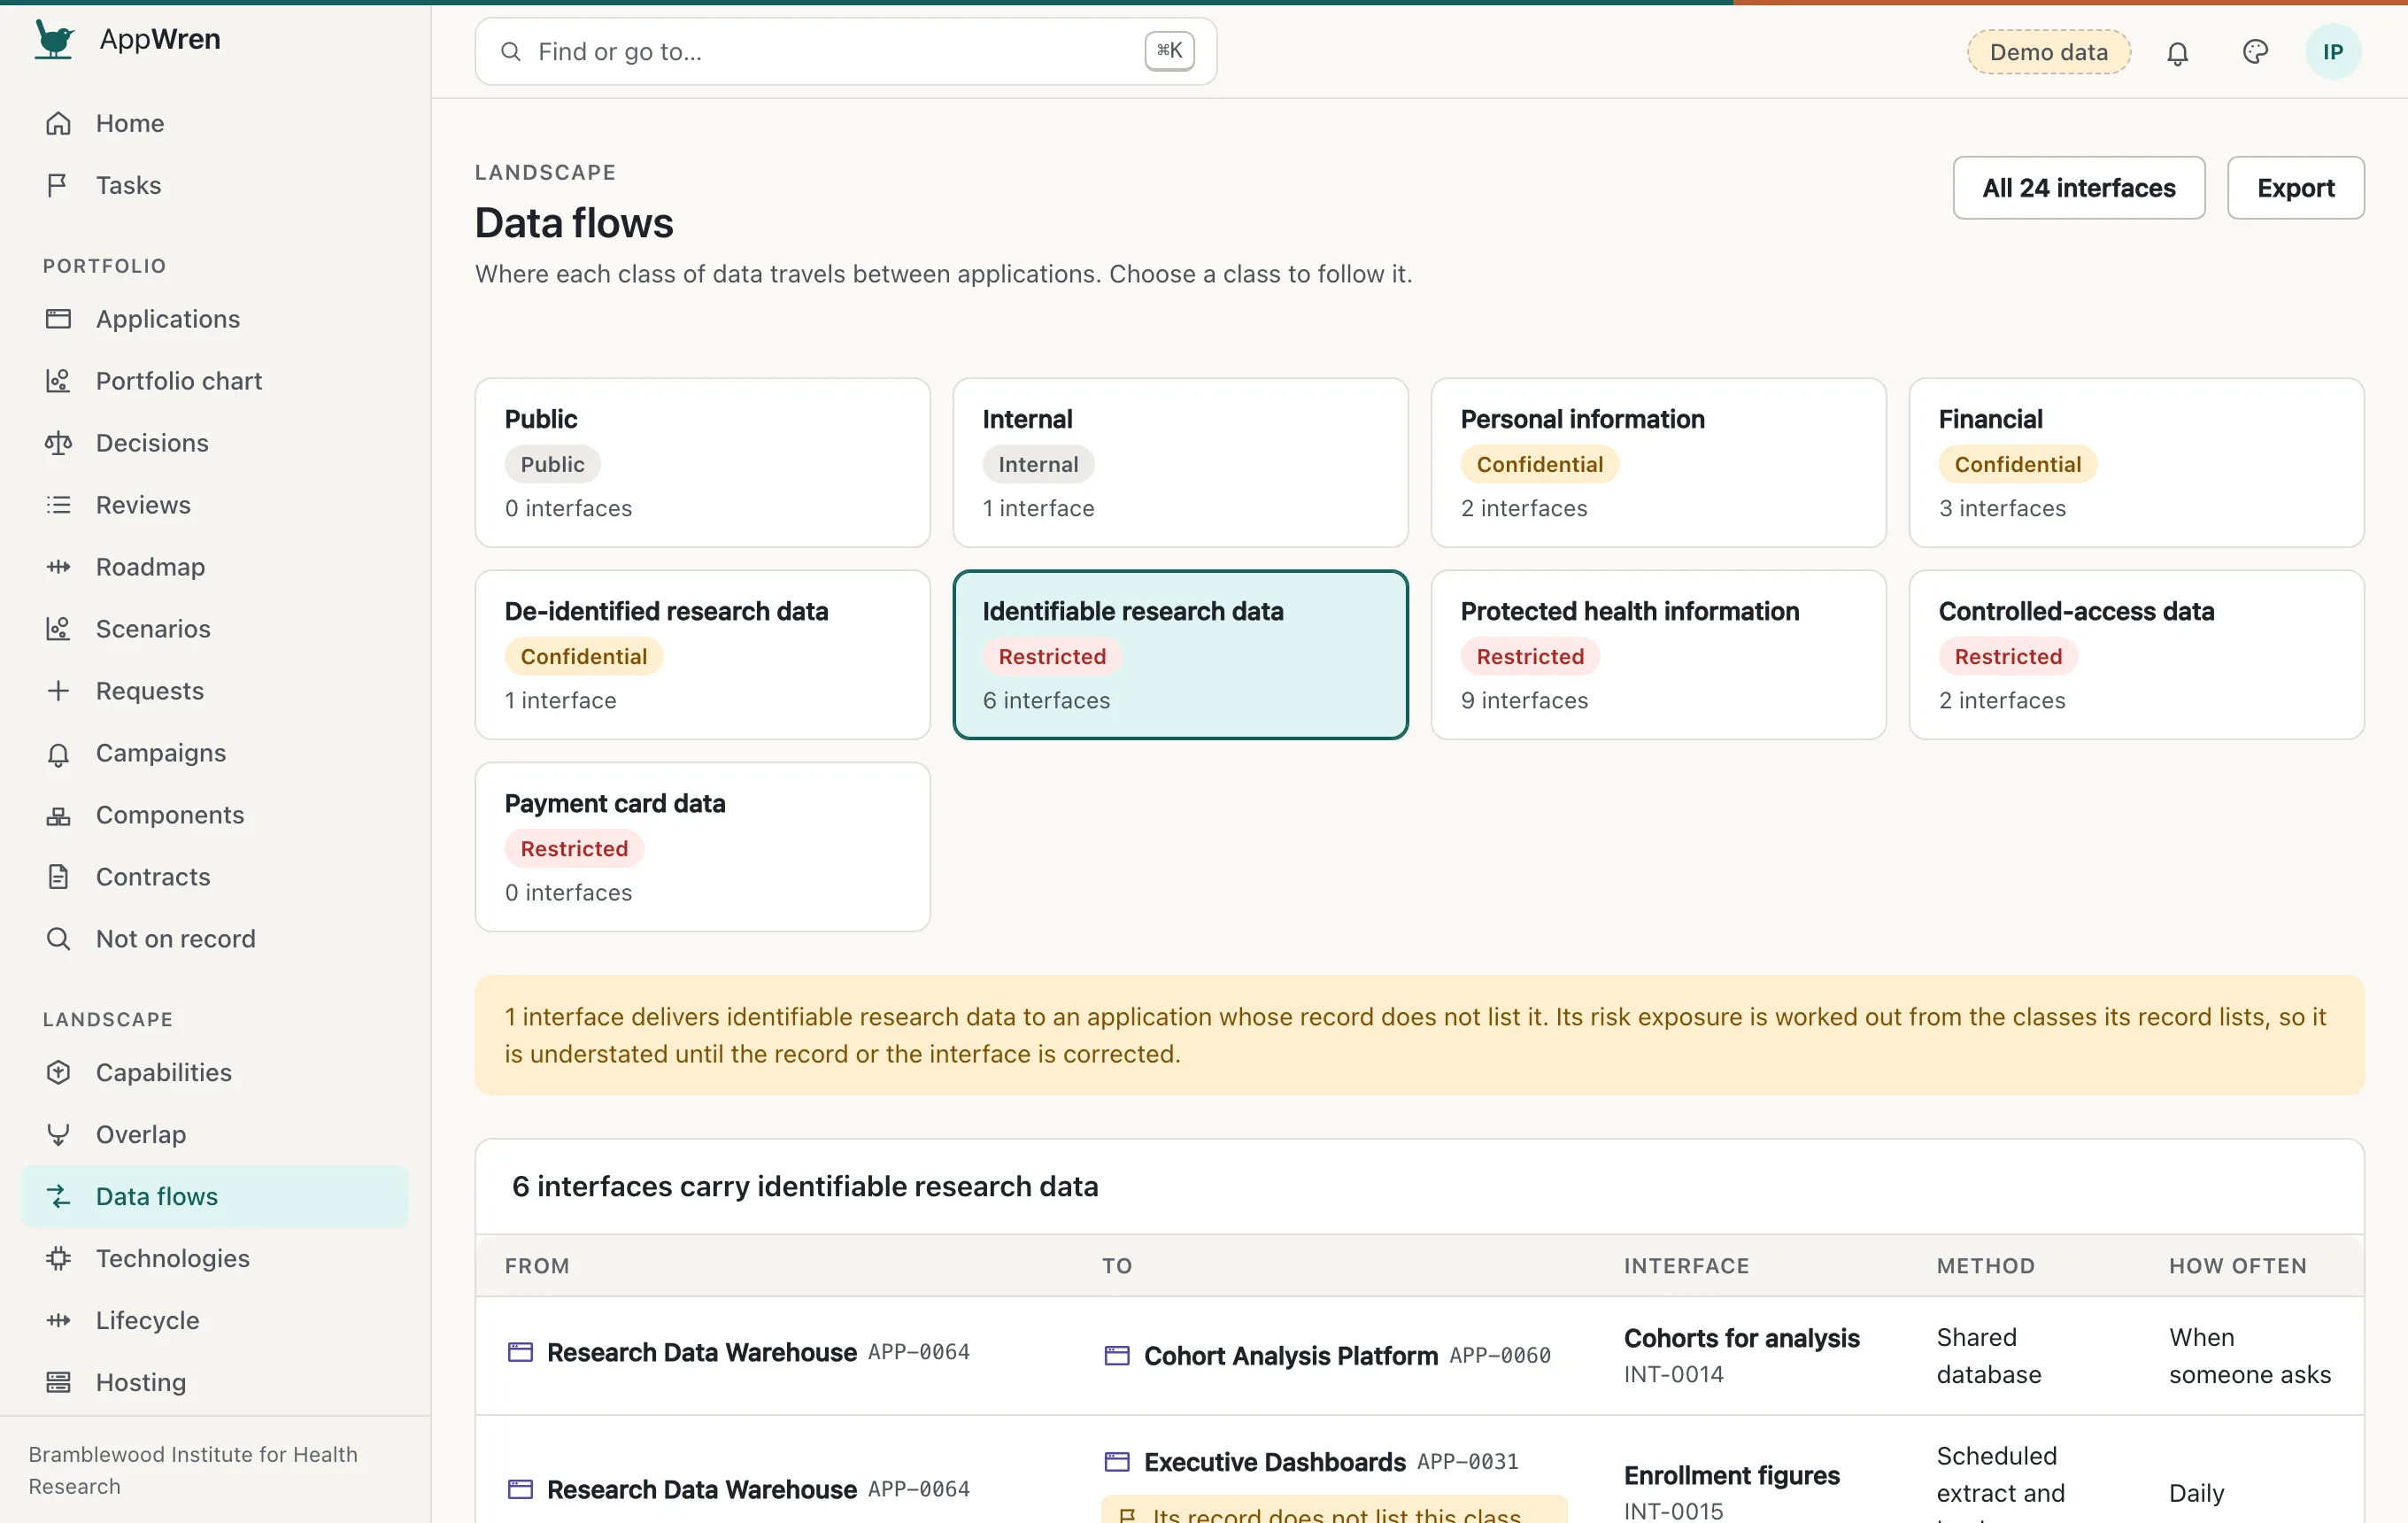 AppWren
Find or go to...
⌘K
Demo data
IP
Home
Tasks
PORTFOLIO
Applications
Portfolio chart
Decisions
Reviews
Roadmap
Scenarios
Requests
Campaigns
Components
Contracts
Not on record
LANDSCAPE
Capabilities
Overlap
Data flows
Technologies
Lifecycle
Hosting
Bramblewood Institute for Health
Research
LANDSCAPE
Data flows
Where each class of data travels between applications. Choose a class to follow it.
All 24 interfaces
Export
Public
Public
0 interfaces
Internal
Internal
1 interface
Personal information
Confidential
2 interfaces
Financial
Confidential
3 interfaces
De-identified research data
Confidential
1 interface
Identifiable research data
Restricted
6 interfaces
Protected health information
Restricted
9 interfaces
Controlled-access data
Restricted
2 interfaces
Payment card data
Restricted
0 interfaces
1 interface delivers identifiable research data to an application whose record does not list it. Its risk exposure is worked out from the classes its record lists, so it
is understated until the record or the interface is corrected.
6 interfaces carry identifiable research data
FROM TO INTERFACE METHOD HOW OFTEN
Research Data Warehouse APP-0064
Cohort Analysis Platform APP-0060
Cohorts for analysis
INT-0014
Shared
database
When
someone asks
Research Data Warehouse APP-0064
Executive Dashboards APP-0031
Its record does not list this class
Enrollment figures
INT-0015
Scheduled
extract and
Daily